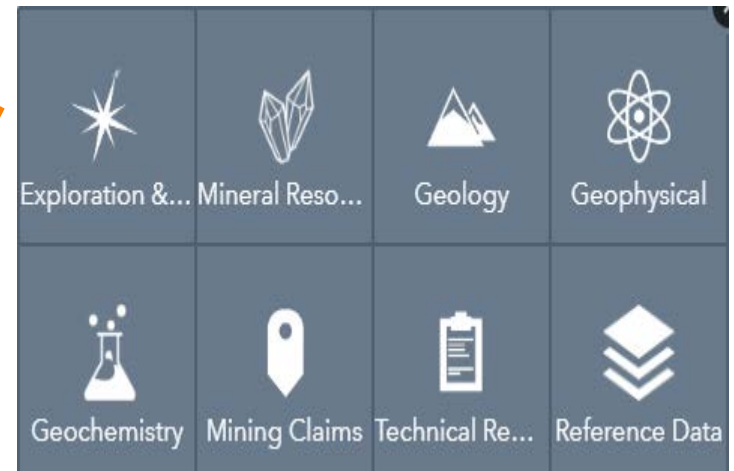 Exploration &... Mineral Reso... Geology Geophysical
Geochemistry Mining Claims Technical Re... Reference Data